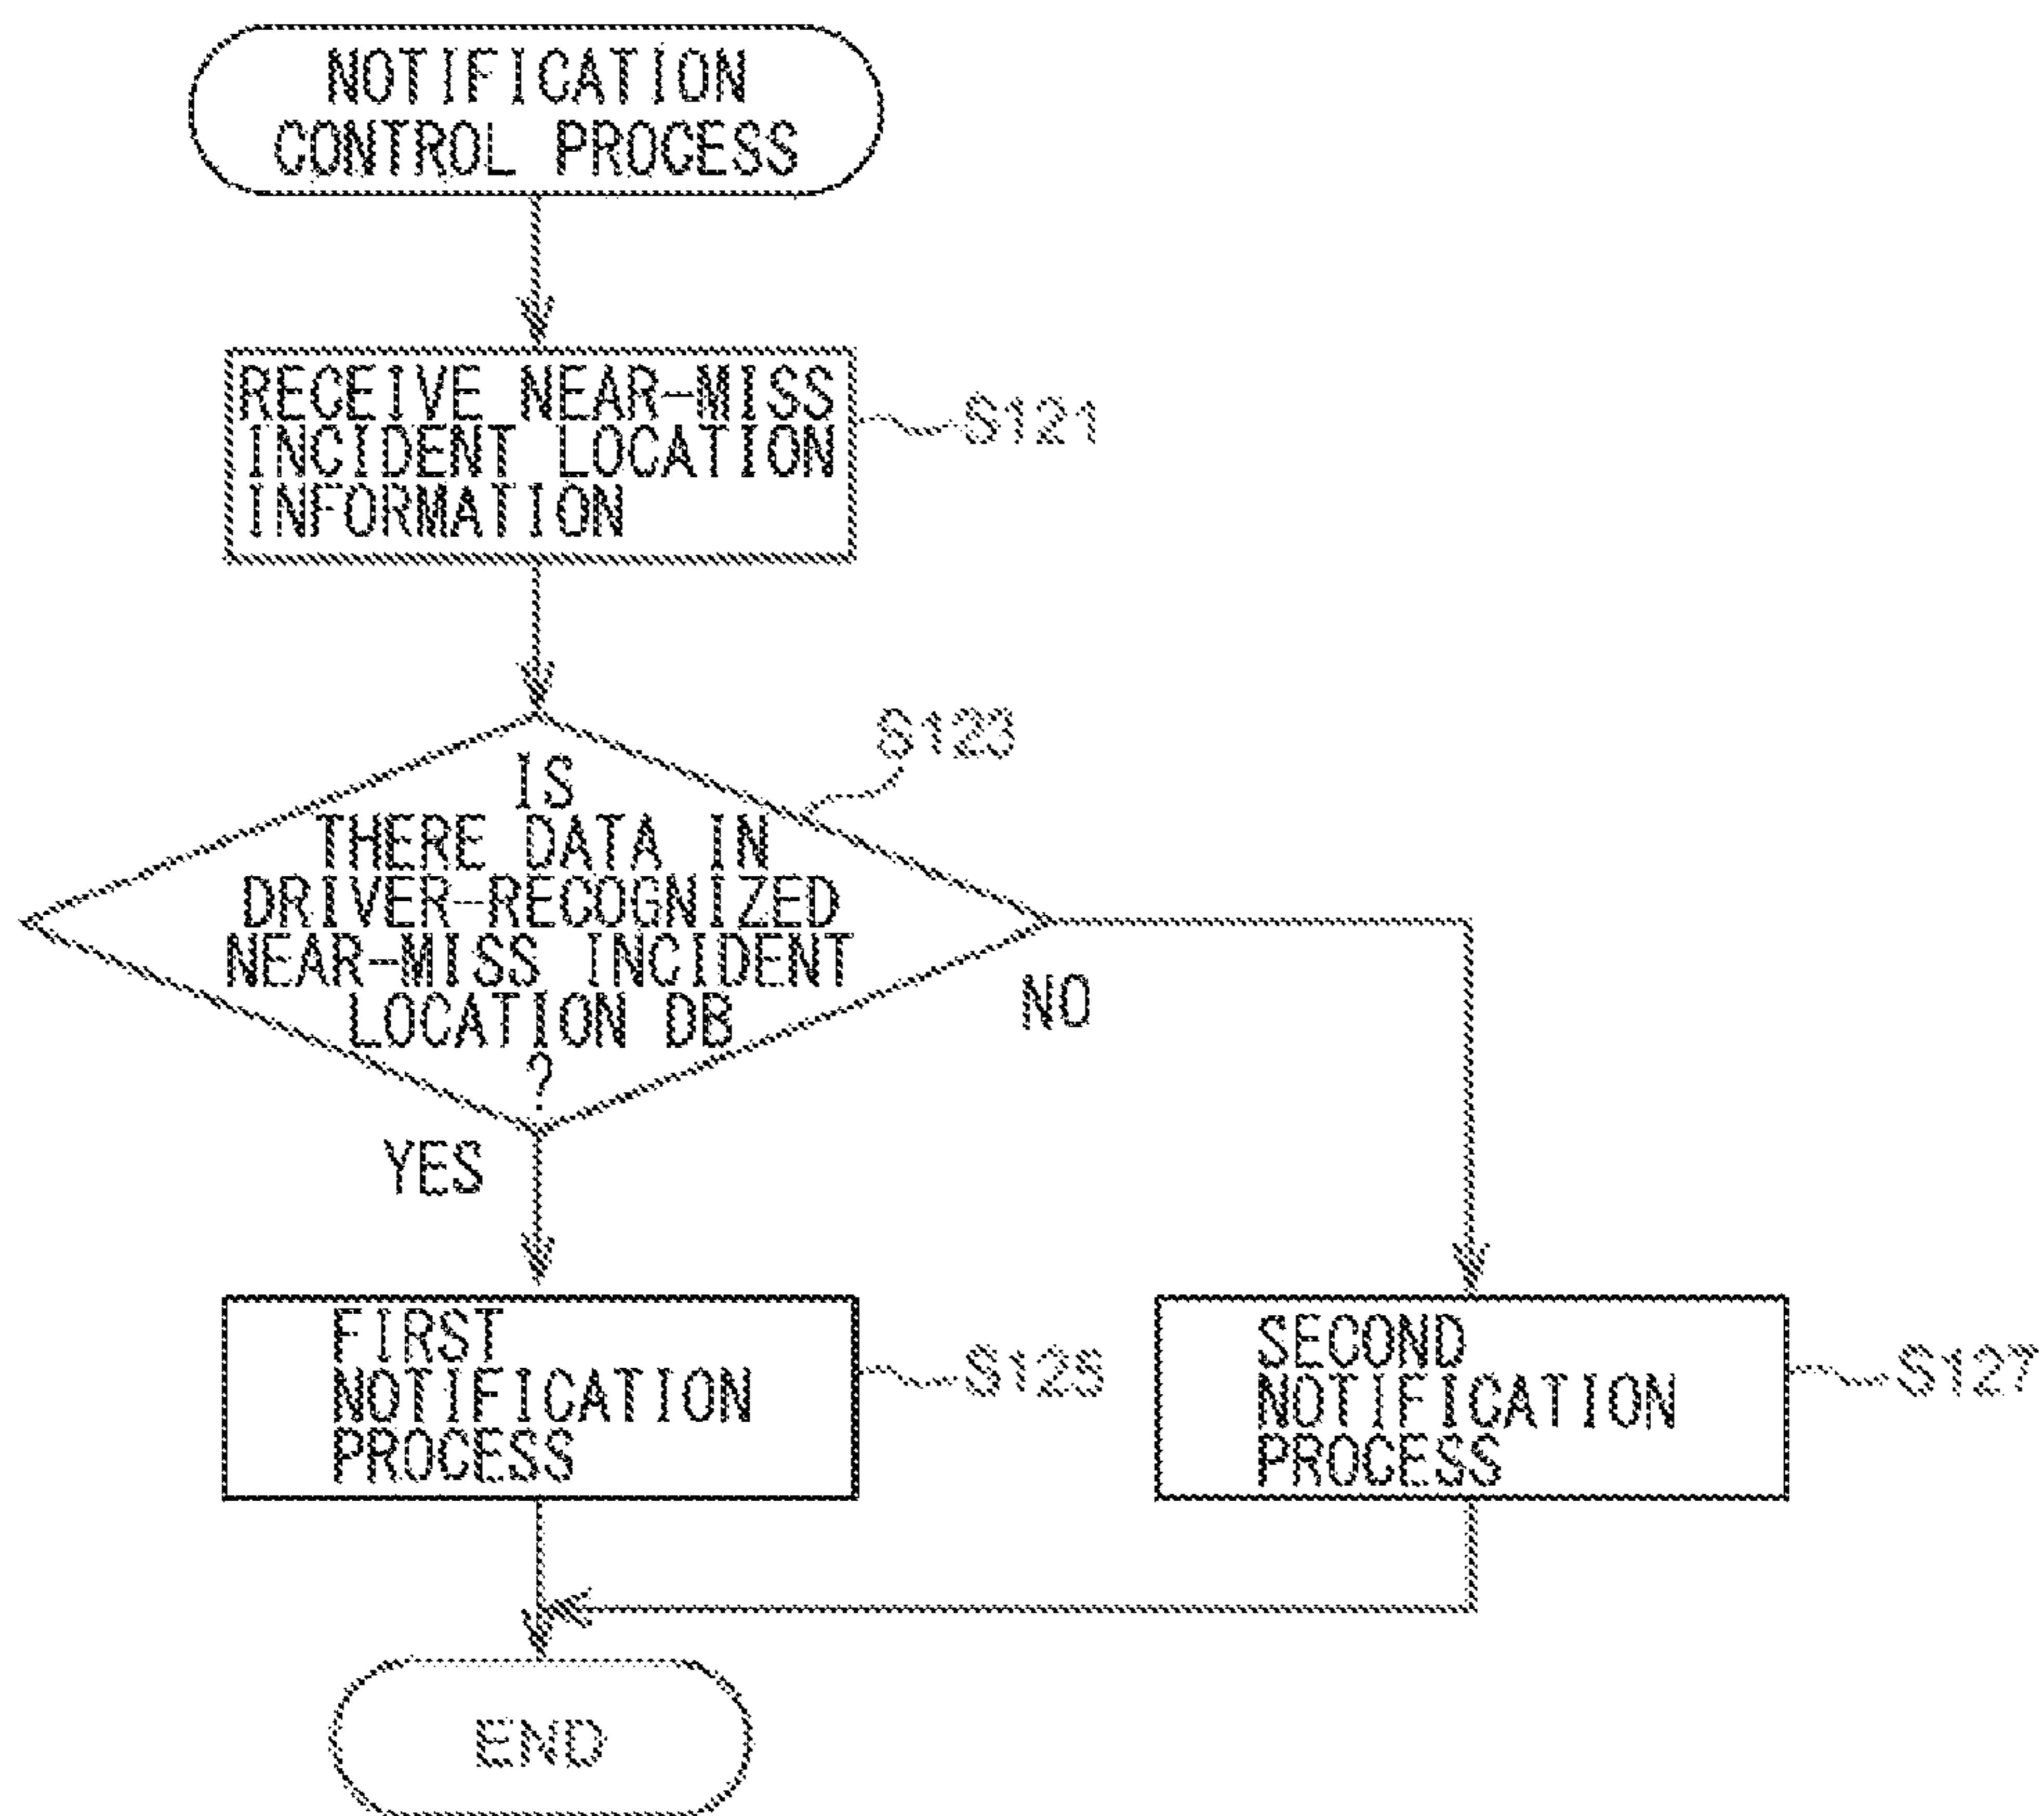 NOTIFICATION
CONTROL PROCESS
RECEIVE NEAR-MISS
INCIDENT LOCATION
INFORMATION
S121
S123
IS
THERE DATA IN
DRIVER-RECOGNIZED
NEAR-MISS INCIDENT
LOCATION DB
?
NO
YES
FIRST
NOTIFICATION
PROCESS
S125
SECOND
NOTIFICATION
PROCESS
S127
END